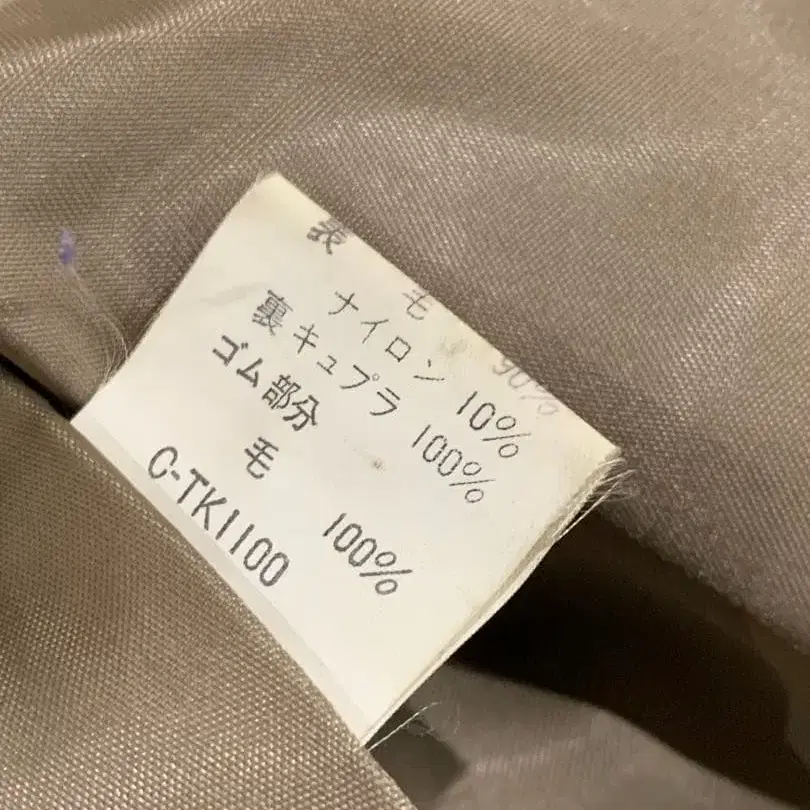 表 毛 90%
ナイロン 10%
裏 キュプラ 100%
ゴム部分
毛 100%
C-TK1100